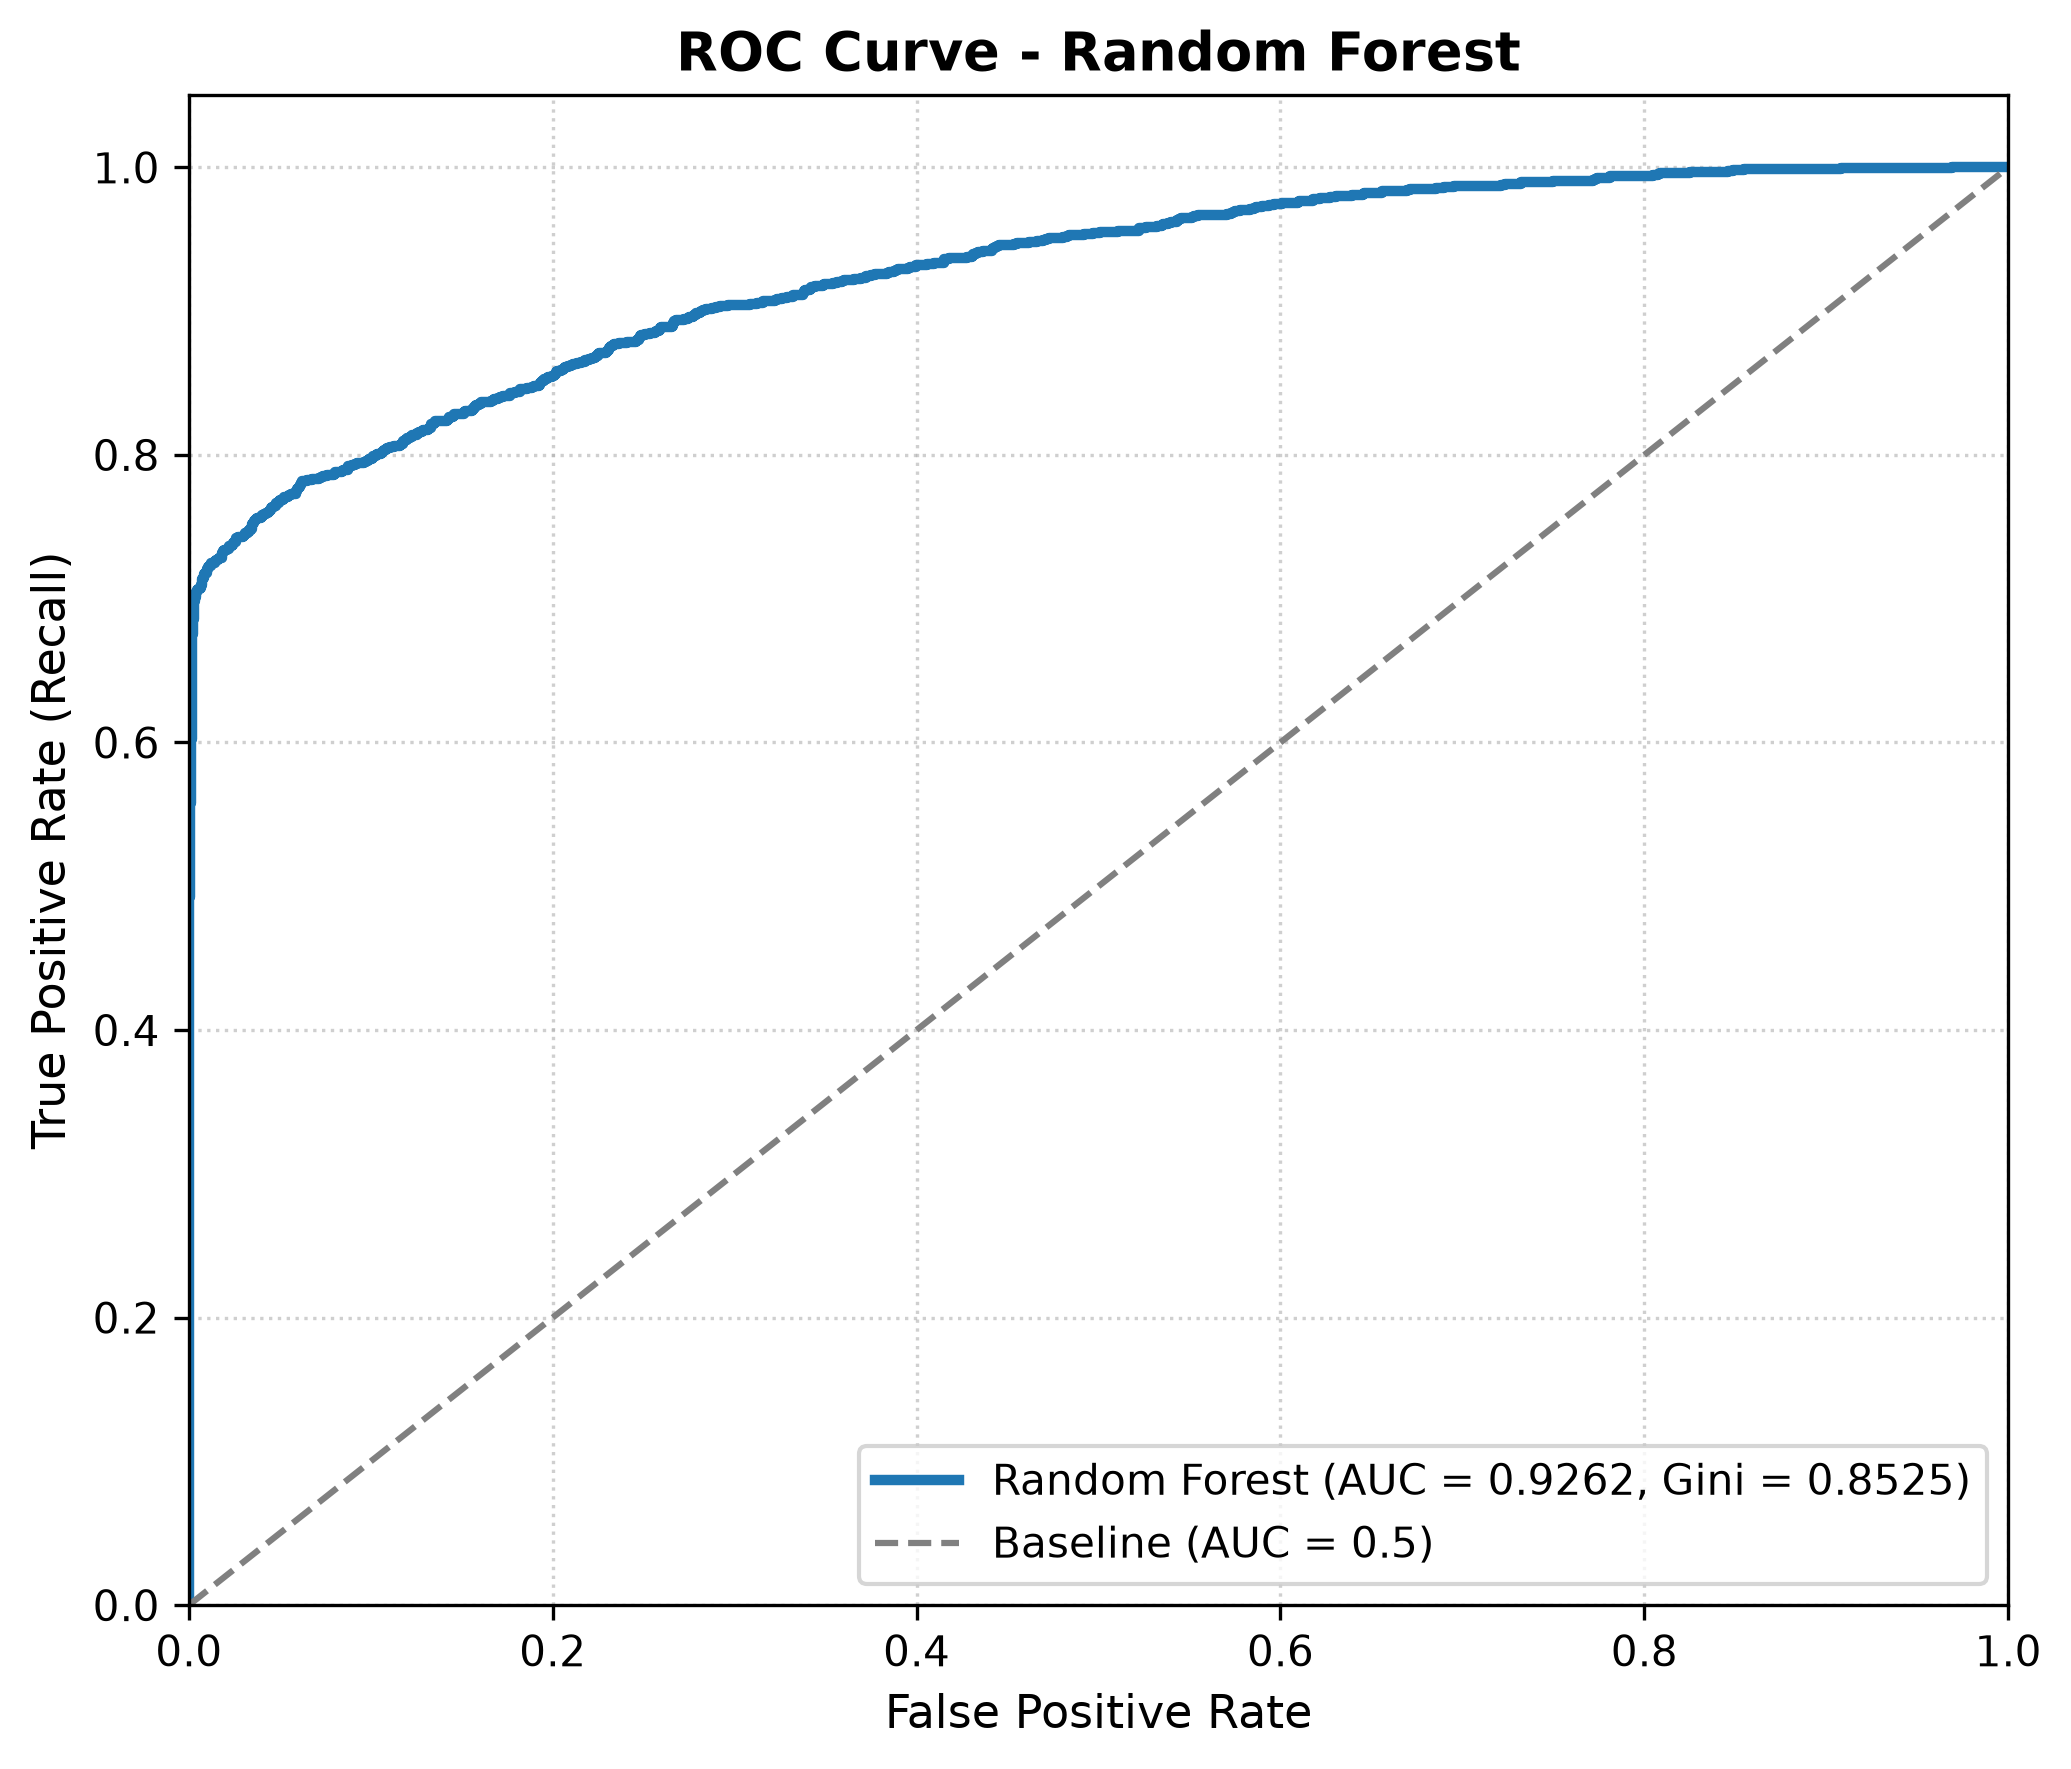 ROC Curve - Random Forest
True Positive Rate (Recall)
1.0
0.8
0.6
0.4
0.2
0.0
Random Forest (AUC = 0.9262, Gini = 0.8525)
Baseline (AUC = 0.5)
0.0 0.2 0.4 0.6 0.8 1.0
False Positive Rate